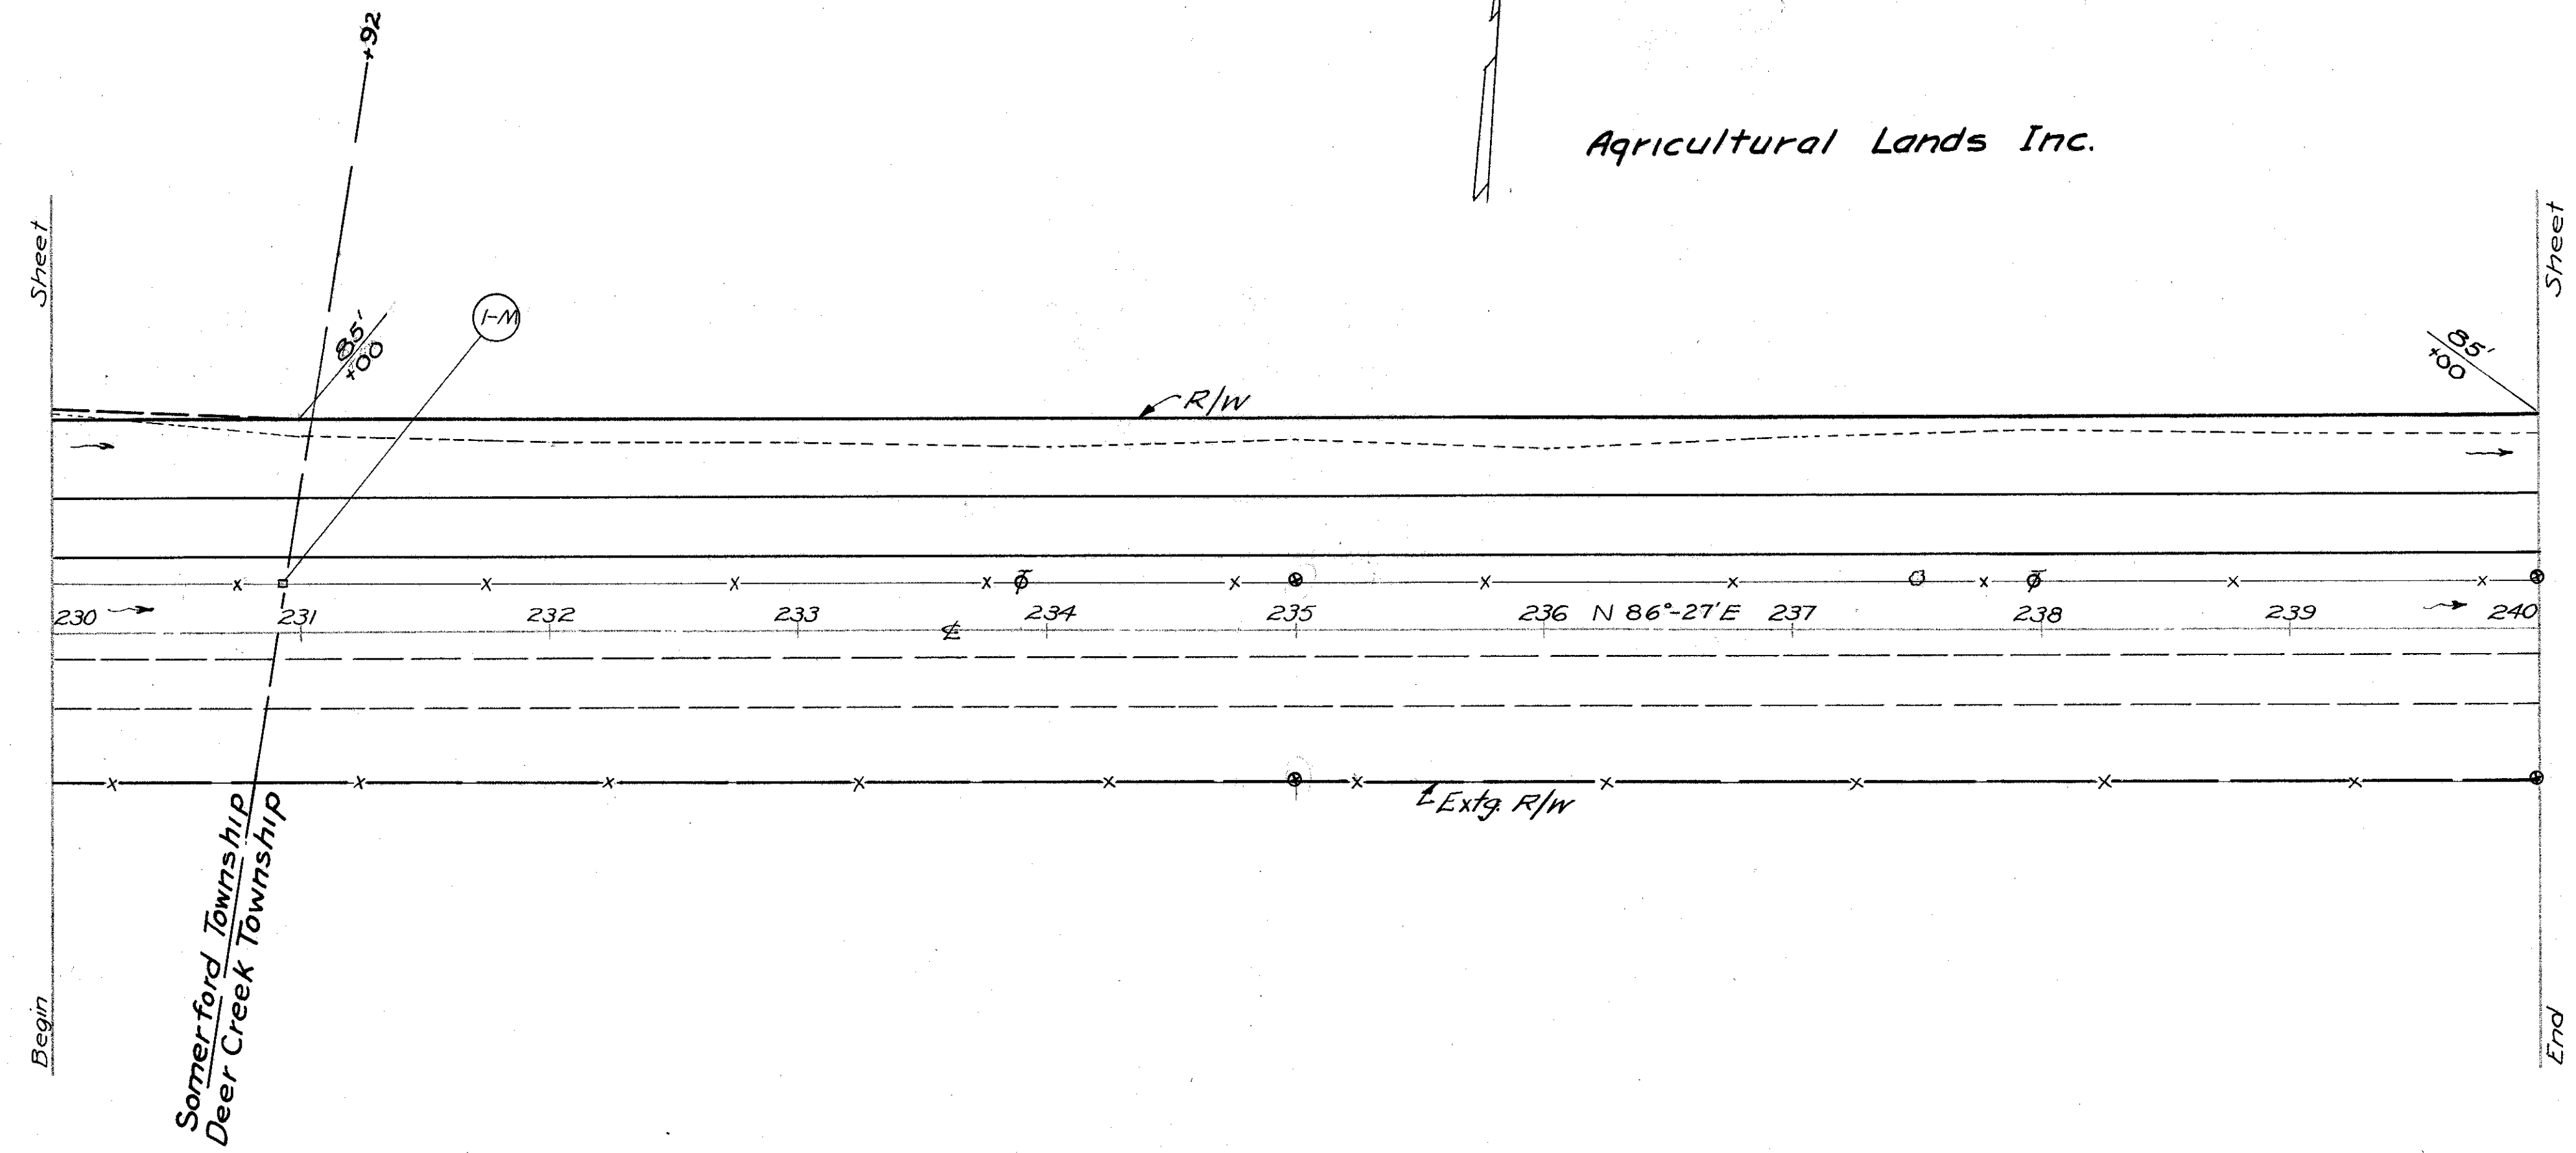 +92
Agricultural Lands Inc.
Sheet
Sheet
85'
+00
1-M
85'
+00
R/W
230 231 232 233 234 235 236 N 86°-27'E 237 238 239 240
℄
Extg. R/W
Somerford Township
Deer Creek Township
Begin
End